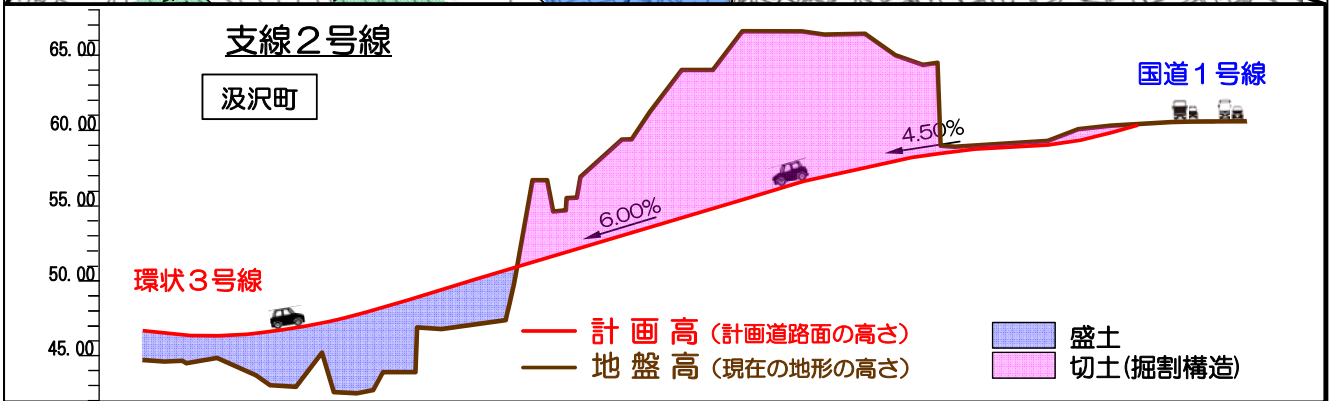 支線２号線
汲沢町
国道１号線
環状３号線
65.00
60.00
55.00
50.00
45.00
4.50%
6.00%
計画高（計画道路面の高さ）
地盤高（現在の地形の高さ）
盛土
切土(掘割構造)